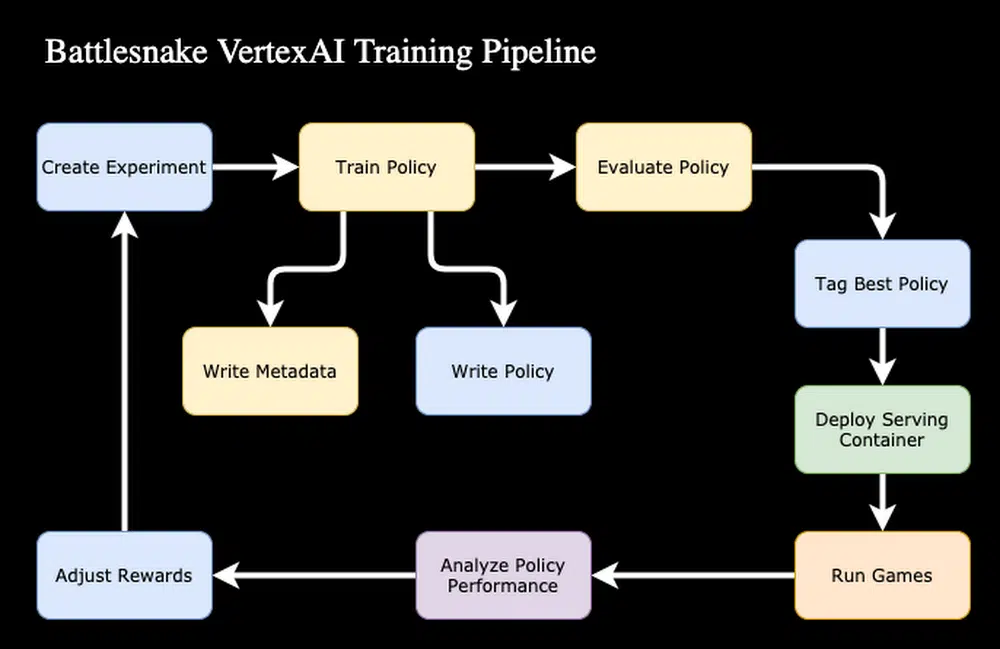 Battlesnake VertexAI Training Pipeline
Create Experiment
Train Policy
Evaluate Policy
Tag Best Policy
Write Metadata
Write Policy
Deploy Serving
Container
Adjust Rewards
Analyze Policy
Performance
Run Games